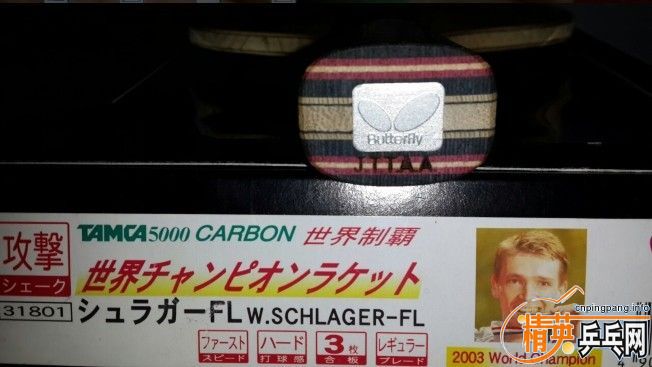 Butterfly
JTTAA
攻撃
シェーク
31801
TAMCA5000 CARBON 世界制覇
世界チャンピオンラケット
シュラガーFL W.SCHLAGER-FL
ファースト
スピード
ハード
打球感
3枚
合板
レギュラー
ブレード
2003 World Champion
cnpingpang.info
精英乒乓网